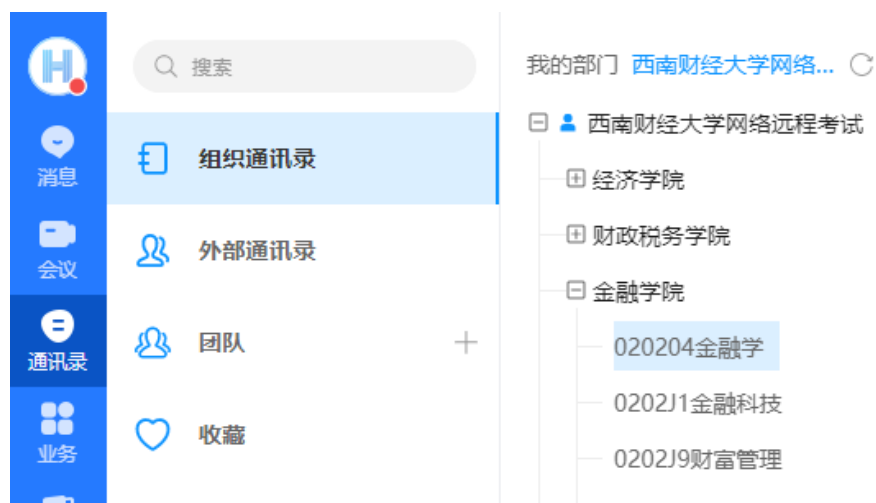 消息
会议
通讯录
业务
搜索
组织通讯录
外部通讯录
团队
收藏
我的部门 西南财经大学网络...
西南财经大学网络远程考试
经济学院
财政税务学院
金融学院
020204金融学
0202J1金融科技
0202J9财富管理